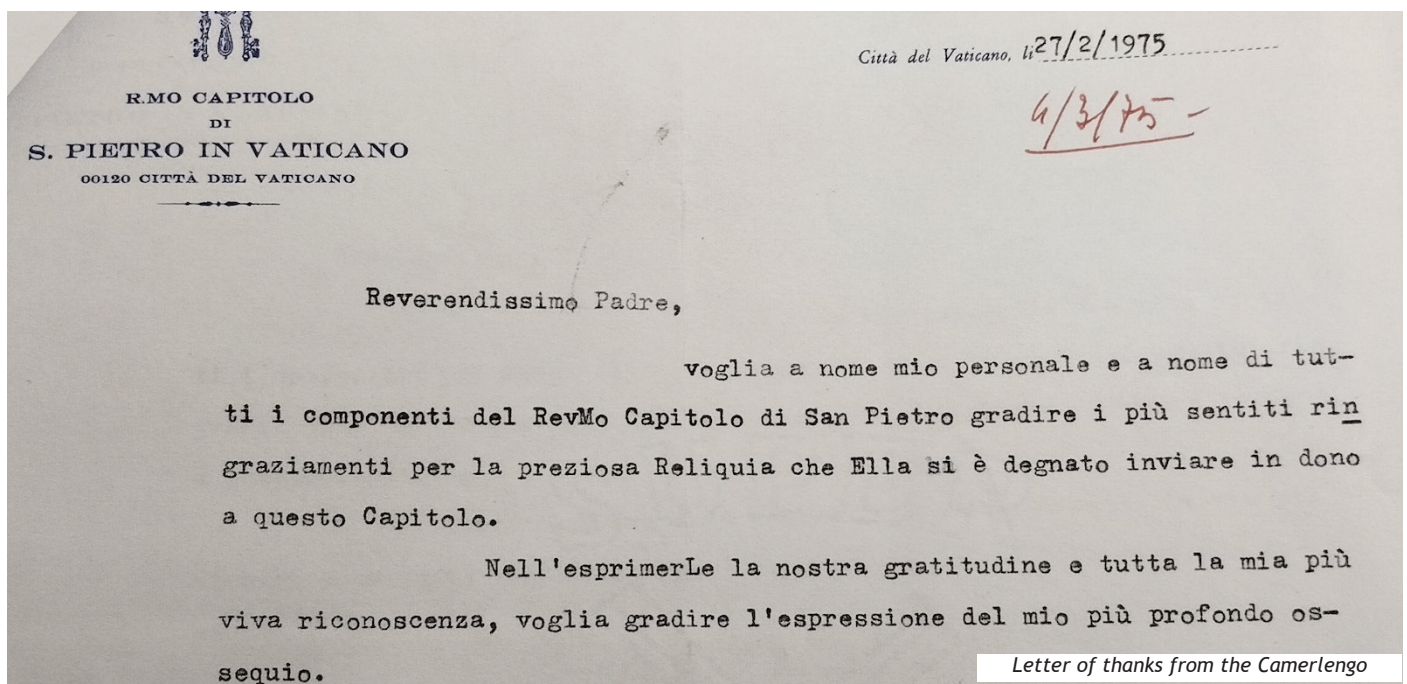 R.MO CAPITOLO
DI
S. PIETRO IN VATICANO
00120 CITTÀ DEL VATICANO
Città del Vaticano, li 27/2/1975
4/3/75-
Reverendissimo Padre,
voglia a nome mio personale e a nome di tut-
ti i componenti del RevMo Capitolo di San Pietro gradire i più sentiti rin
graziamenti per la preziosa Reliquia che Ella si è degnato inviare in dono
a questo Capitolo.
Nell'esprimerLe la nostra gratitudine e tutta la mia più
viva riconoscenza, voglia gradire l'espressione del mio più profondo os-
sequio.
Letter of thanks from the Camerlengo